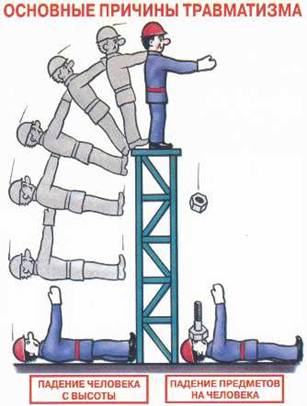 ОСНОВНЫЕ ПРИЧИНЫ ТРАВМАТИЗМА
ПАДЕНИЕ ЧЕЛОВЕКА
С ВЫСОТЫ
ПАДЕНИЕ ПРЕДМЕТОВ
НА ЧЕЛОВЕКА